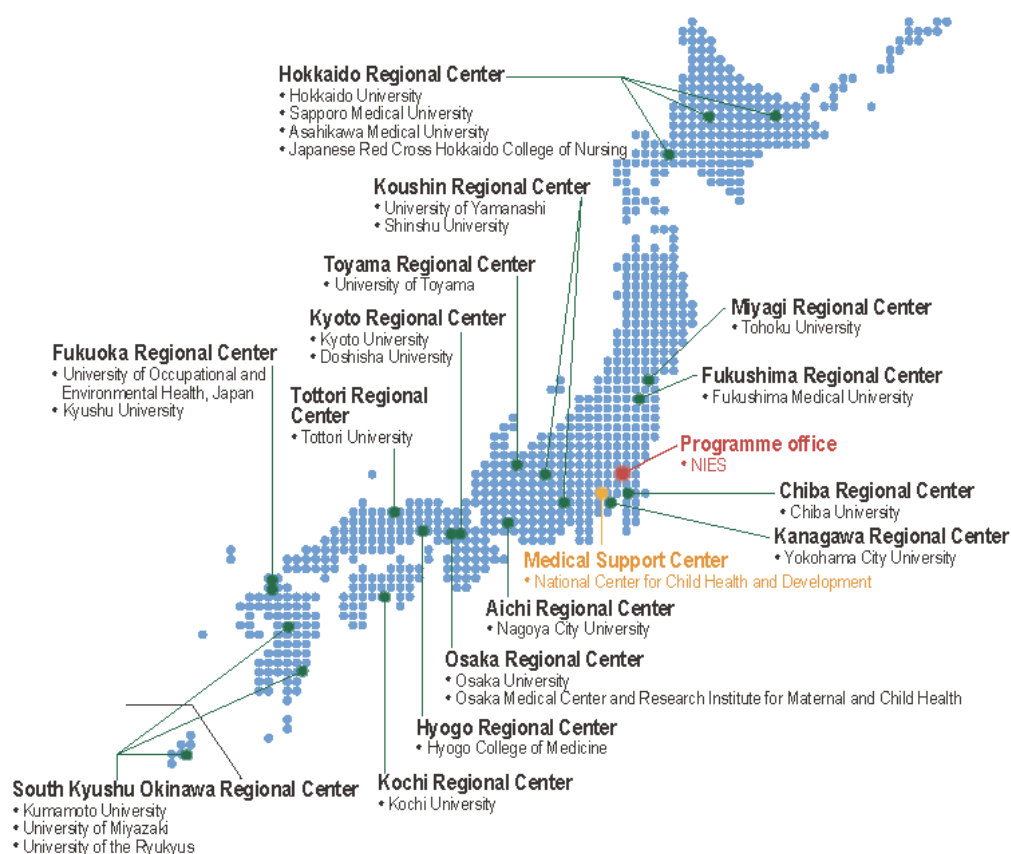 Hokkaido Regional Center
• Hokkaido University
• Sapporo Medical University
• Asahikawa Medical University
• Japanese Red Cross Hokkaido College of Nursing
Koushin Regional Center
• University of Yamanashi
• Shinshu University
Toyama Regional Center
• University of Toyama
Kyoto Regional Center
• Kyoto University
• Doshisha University
Miyagi Regional Center
• Tohoku University
Fukuoka Regional Center
• University of Occupational and
Environmental Health, Japan
• Kyushu University
Fukushima Regional Center
• Fukushima Medical University
Tottori Regional
Center
• Tottori University
Programme office
• NIES
Chiba Regional Center
• Chiba University
Kanagawa Regional Center
• Yokohama City University
Medical Support Center
• National Center for Child Health and Development
Aichi Regional Center
• Nagoya City University
Osaka Regional Center
• Osaka University
• Osaka Medical Center and Research Institute for Maternal and Child Health
Hyogo Regional Center
• Hyogo College of Medicine
Kochi Regional Center
• Kochi University
South Kyushu Okinawa Regional Center
• Kumamoto University
• University of Miyazaki
• University of the Ryukyus